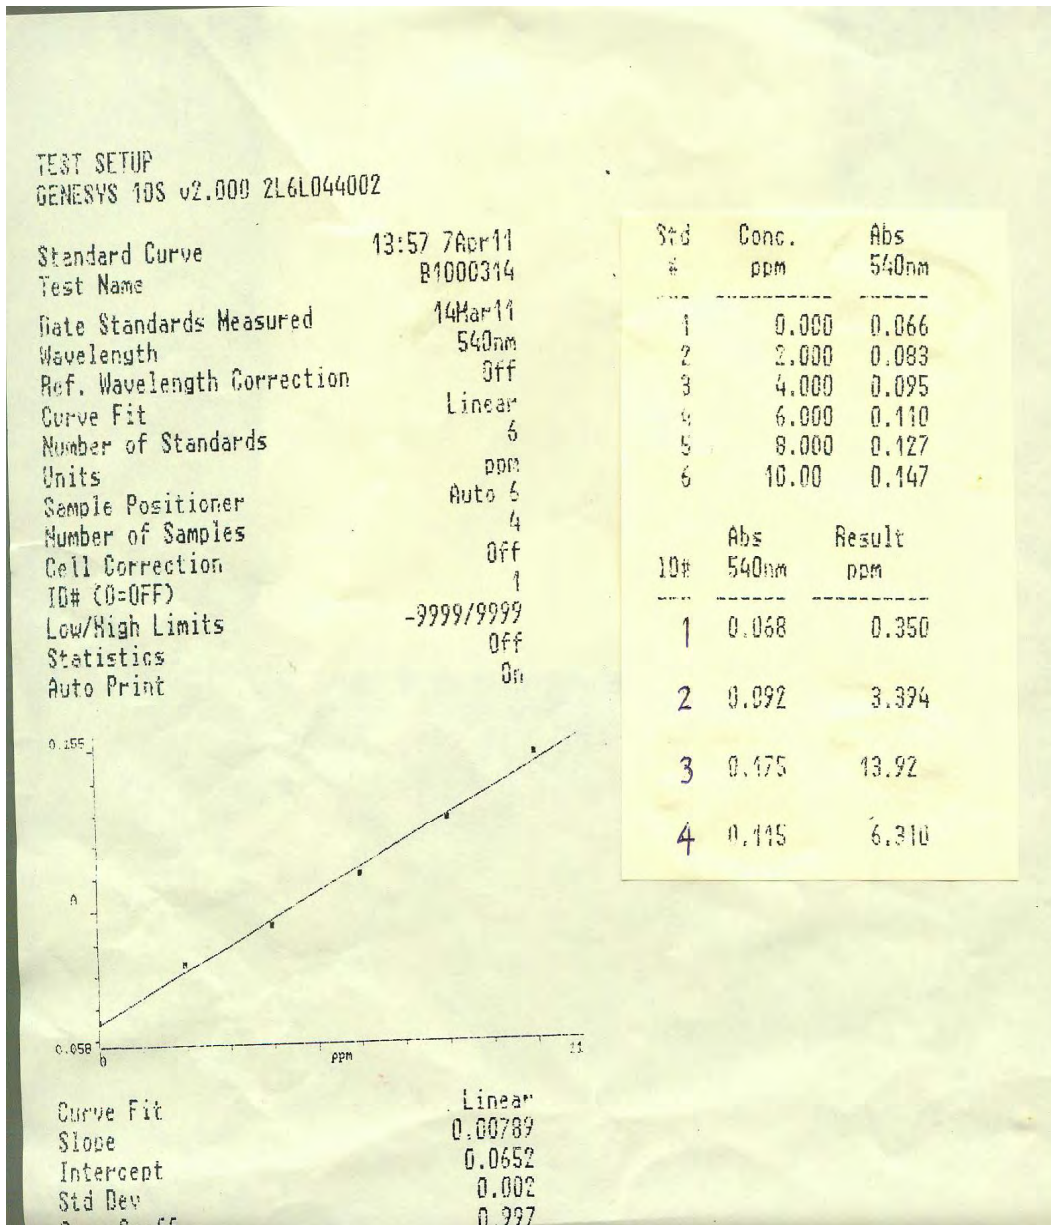 TEST SETUP
GENESYS 10S v2.000 2L6L044002
Standard Curve 13:57 7Apr11
Test Name B1000314
Date Standards Measured 14Mar11
Wavelength 540nm
Ref. Wavelength Correction Off
Curve Fit Linear
Number of Standards 6
Units ppm
Sample Positioner Auto 6
Number of Samples 4
Cell Correction Off
ID# (0=OFF) 1
Low/High Limits -9999/9999
Statistics Off
Auto Print On
Std Conc. Abs
# ppm 540nm
1 0.000 0.066
2 2.000 0.083
3 4.000 0.095
4 6.000 0.110
5 8.000 0.127
6 10.00 0.147
Abs Result
ID# 540nm ppm
1 0.068 0.350
2 0.092 3.394
3 0.175 13.92
4 0.115 6.310
0.155
A
0.058
0 ppm 11
Curve Fit Linear
Slope 0.00789
Intercept 0.0652
Std Dev 0.002
0.997